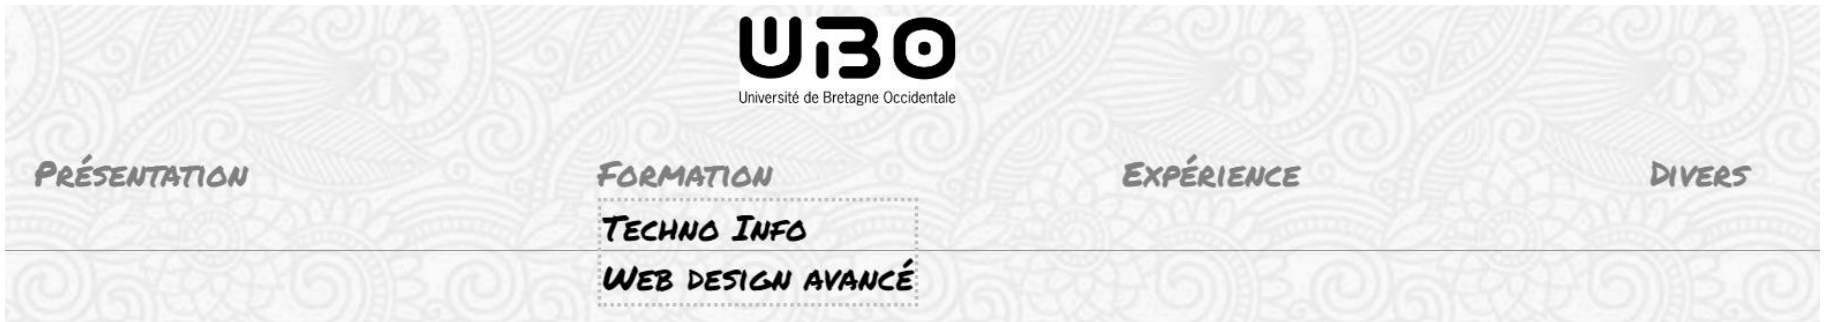 UBO
Université de Bretagne Occidentale
Présentation Formation Expérience Divers
Techno Info
Web design avancé